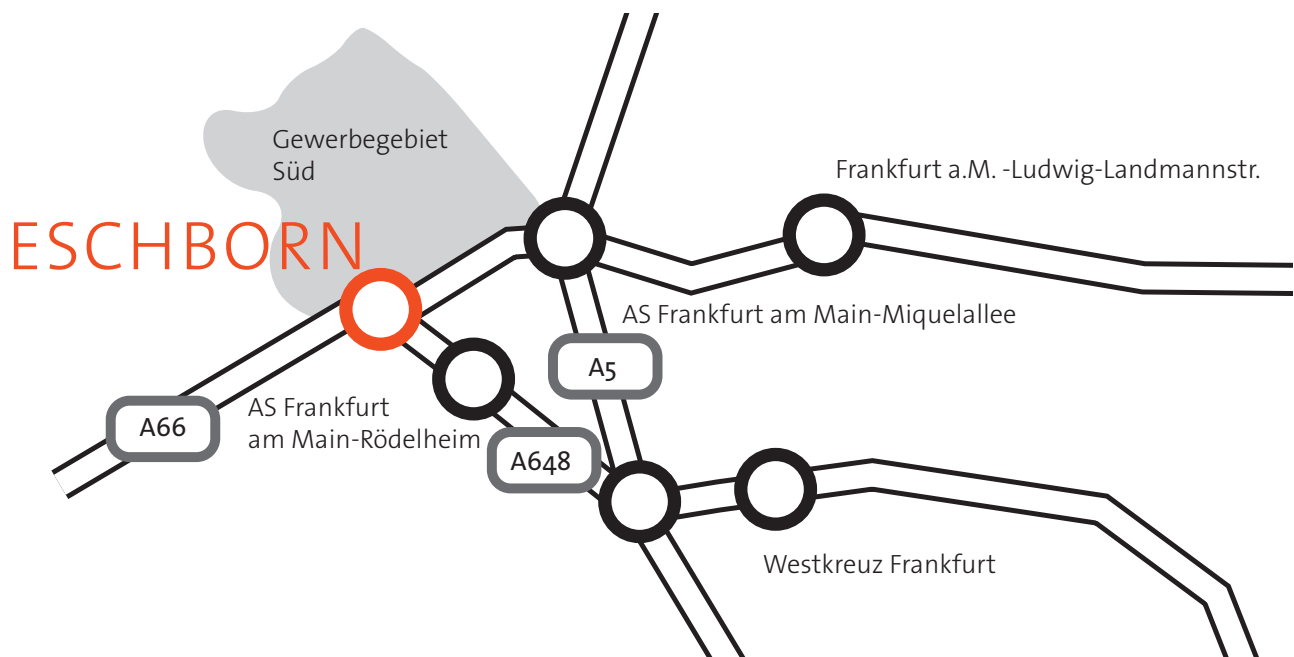 Gewerbegebiet
Süd
Frankfurt a.M. -Ludwig-Landmannstr.
ESCHBORN
AS Frankfurt am Main-Miquelallee
A5
AS Frankfurt
am Main-Rödelheim
A66
A648
Westkreuz Frankfurt